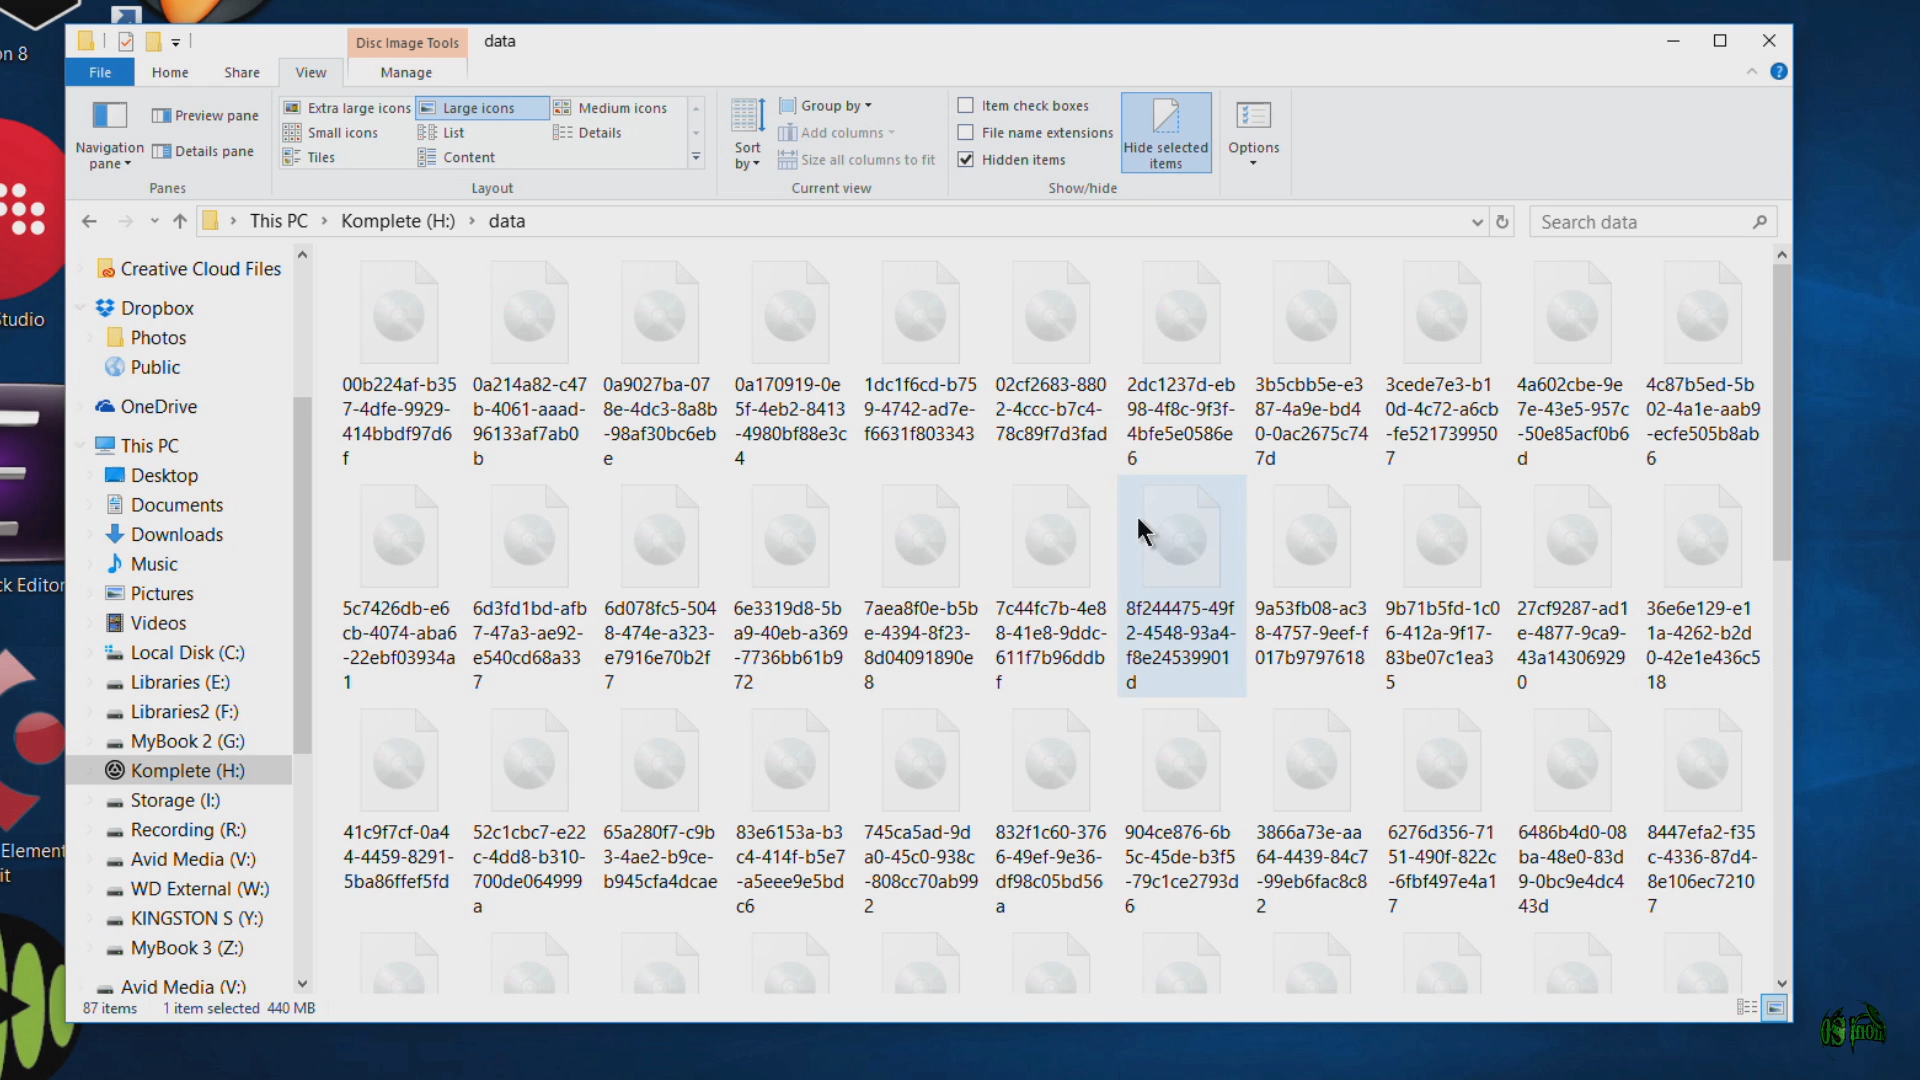 on 8
Disc Image Tools
data
File
Home
Share
View
Manage
Navigation
pane
Preview pane
Details pane
Panes
Extra large icons
Large icons
Medium icons
Small icons
List
Details
Tiles
Content
Layout
Sort
by
Group by
Add columns
Size all columns to fit
Current view
Item check boxes
File name extensions
Hidden items
Hide selected
items
Show/hide
Options
This PC
Komplete (H:)
data
Search data
Studio
ck Editor
Element
it
Creative Cloud Files
Dropbox
Photos
Public
OneDrive
This PC
Desktop
Documents
Downloads
Music
Pictures
Videos
Local Disk (C:)
Libraries (E:)
Libraries2 (F:)
MyBook 2 (G:)
Komplete (H:)
Storage (I:)
Recording (R:)
Avid Media (V:)
WD External (W:)
KINGSTON S (Y:)
MyBook 3 (Z:)
Avid Media (V:)
00b224af-b35
7-4dfe-9929-
414bbdf97d6
f
0a214a82-c47
b-4061-aaad-
96133af7ab0
b
0a9027ba-07
8e-4dc3-8a8b
-98af30bc6eb
e
0a170919-0e
5f-4eb2-8413
-4980bf88e3c
4
1dc1f6cd-b75
9-4742-ad7e-
f6631f803343
02cf2683-880
2-4ccc-b7c4-
78c89f7d3fad
2dc1237d-eb
98-4f8c-9f3f-
4bfe5e0586e
6
3b5cbb5e-e3
87-4a9e-bd4
0-0ac2675c74
7d
3cede7e3-b1
0d-4c72-a6cb
-fe521739950
7
4a602cbe-9e
7e-43e5-957c
-50e85acf0b6
d
4c87b5ed-5b
02-4a1e-aab9
-ecfe505b8ab
6
5c7426db-e6
cb-4074-aba6
-22ebf03934a
1
6d3fd1bd-afb
7-47a3-ae92-
e540cd68a33
7
6d078fc5-504
8-474e-a323-
e7916e70b2f
7
6e3319d8-5b
a9-40eb-a369
-7736bb61b9
72
7aea8f0e-b5b
e-4394-8f23-
8d04091890e
8
7c44fc7b-4e8
8-41e8-9ddc-
611f7b96ddb
f
8f244475-49f
2-4548-93a4-
f8e24539901
d
9a53fb08-ac3
8-4757-9eef-f
017b9797618
9b71b5fd-1c0
6-412a-9f17-
83be07c1ea3
5
27cf9287-ad1
e-4877-9ca9-
43a14306929
0
36e6e129-e1
1a-4262-b2d
0-42e1e436c5
18
41c9f7cf-0a4
4-4459-8291-
5ba86ffef5fd
52c1cbc7-e22
c-4dd8-b310-
700de064999
a
65a280f7-c9b
3-4ae2-b9ce-
b945cfa4dcae
83e6153a-b3
c4-414f-b5e7
-a5eee9e5bd
c6
745ca5ad-9d
a0-45c0-938c
-808cc70ab99
2
832f1c60-376
6-49ef-9e36-
df98c05bd56
a
904ce876-6b
5c-45de-b3f5
-79c1ce2793d
6
3866a73e-aa
64-4439-84c7
-99eb6fac8c8
2
6276d356-71
51-490f-822c
-6fbf497e4a1
7
6486b4d0-08
ba-48e0-83d
9-0bc9e4dc4
43d
8447efa2-f35
c-4336-87d4-
8e106ec7210
7
87 items
1 item selected 440 MB